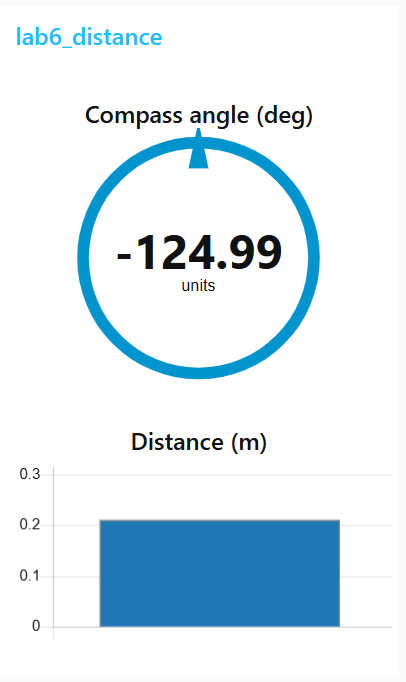 lab6_distance
Compass angle (deg)
-124.99
units
Distance (m)
0.3
0.2
0.1
0